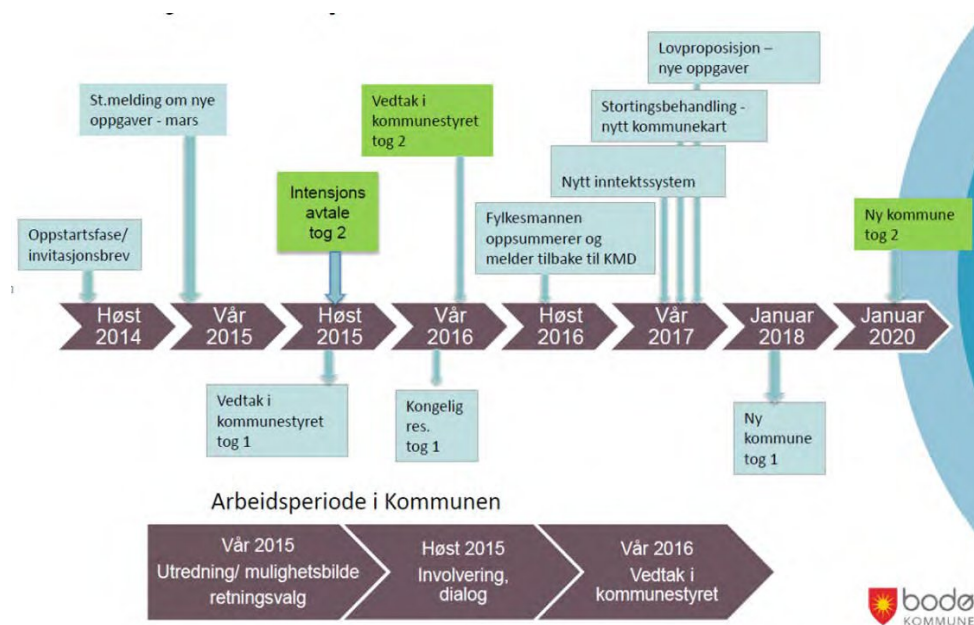 Lovproposisjon –
nye oppgaver
St.melding om nye
oppgaver - mars
Vedtak i
kommunestyret
tog 2
Stortingsbehandling -
nytt kommunekart
Intensjons
avtale
tog 2
Nytt inntektssystem
Oppstartsfase/
invitasjonsbrev
Fylkesmannen
oppsummerer og
melder tilbake til KMD
Ny kommune
tog 2
Høst
2014
Vår
2015
Høst
2015
Vår
2016
Høst
2016
Vår
2017
Januar
2018
Januar
2020
Vedtak i
kommunestyret
tog 1
Kongelig
res.
tog 1
Ny
kommune
tog 1
Arbeidsperiode i Kommunen
Vår 2015
Utredning/ mulighetsbilde
retningsvalg
Høst 2015
Involvering,
dialog
Vår 2016
Vedtak i
kommunestyret
bodø
KOMMUNE